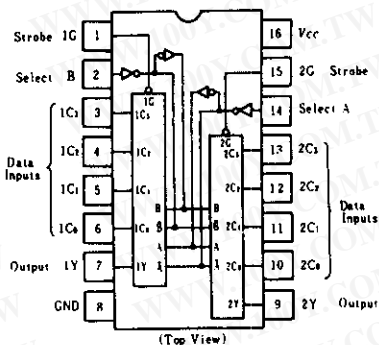 Strobe 1G 1
Select B 2
1C₃ 3
1C₂ 4
Data Inputs
1C₁ 5
1C₀ 6
Output 1Y 7
GND 8
16 Vcc
15 2G Strobe
14 Select A
13 2C₃
12 2C₂
Data Inputs
11 2C₁
10 2C₀
9 2Y Output
1G
1C₃
1C₂
1C₁
1C₀
B
B̅
A
A̅
1Y
2G
2C₃
2C₂
B
2C₁
B̅
A
2C₀
A̅
2Y
(Top View)